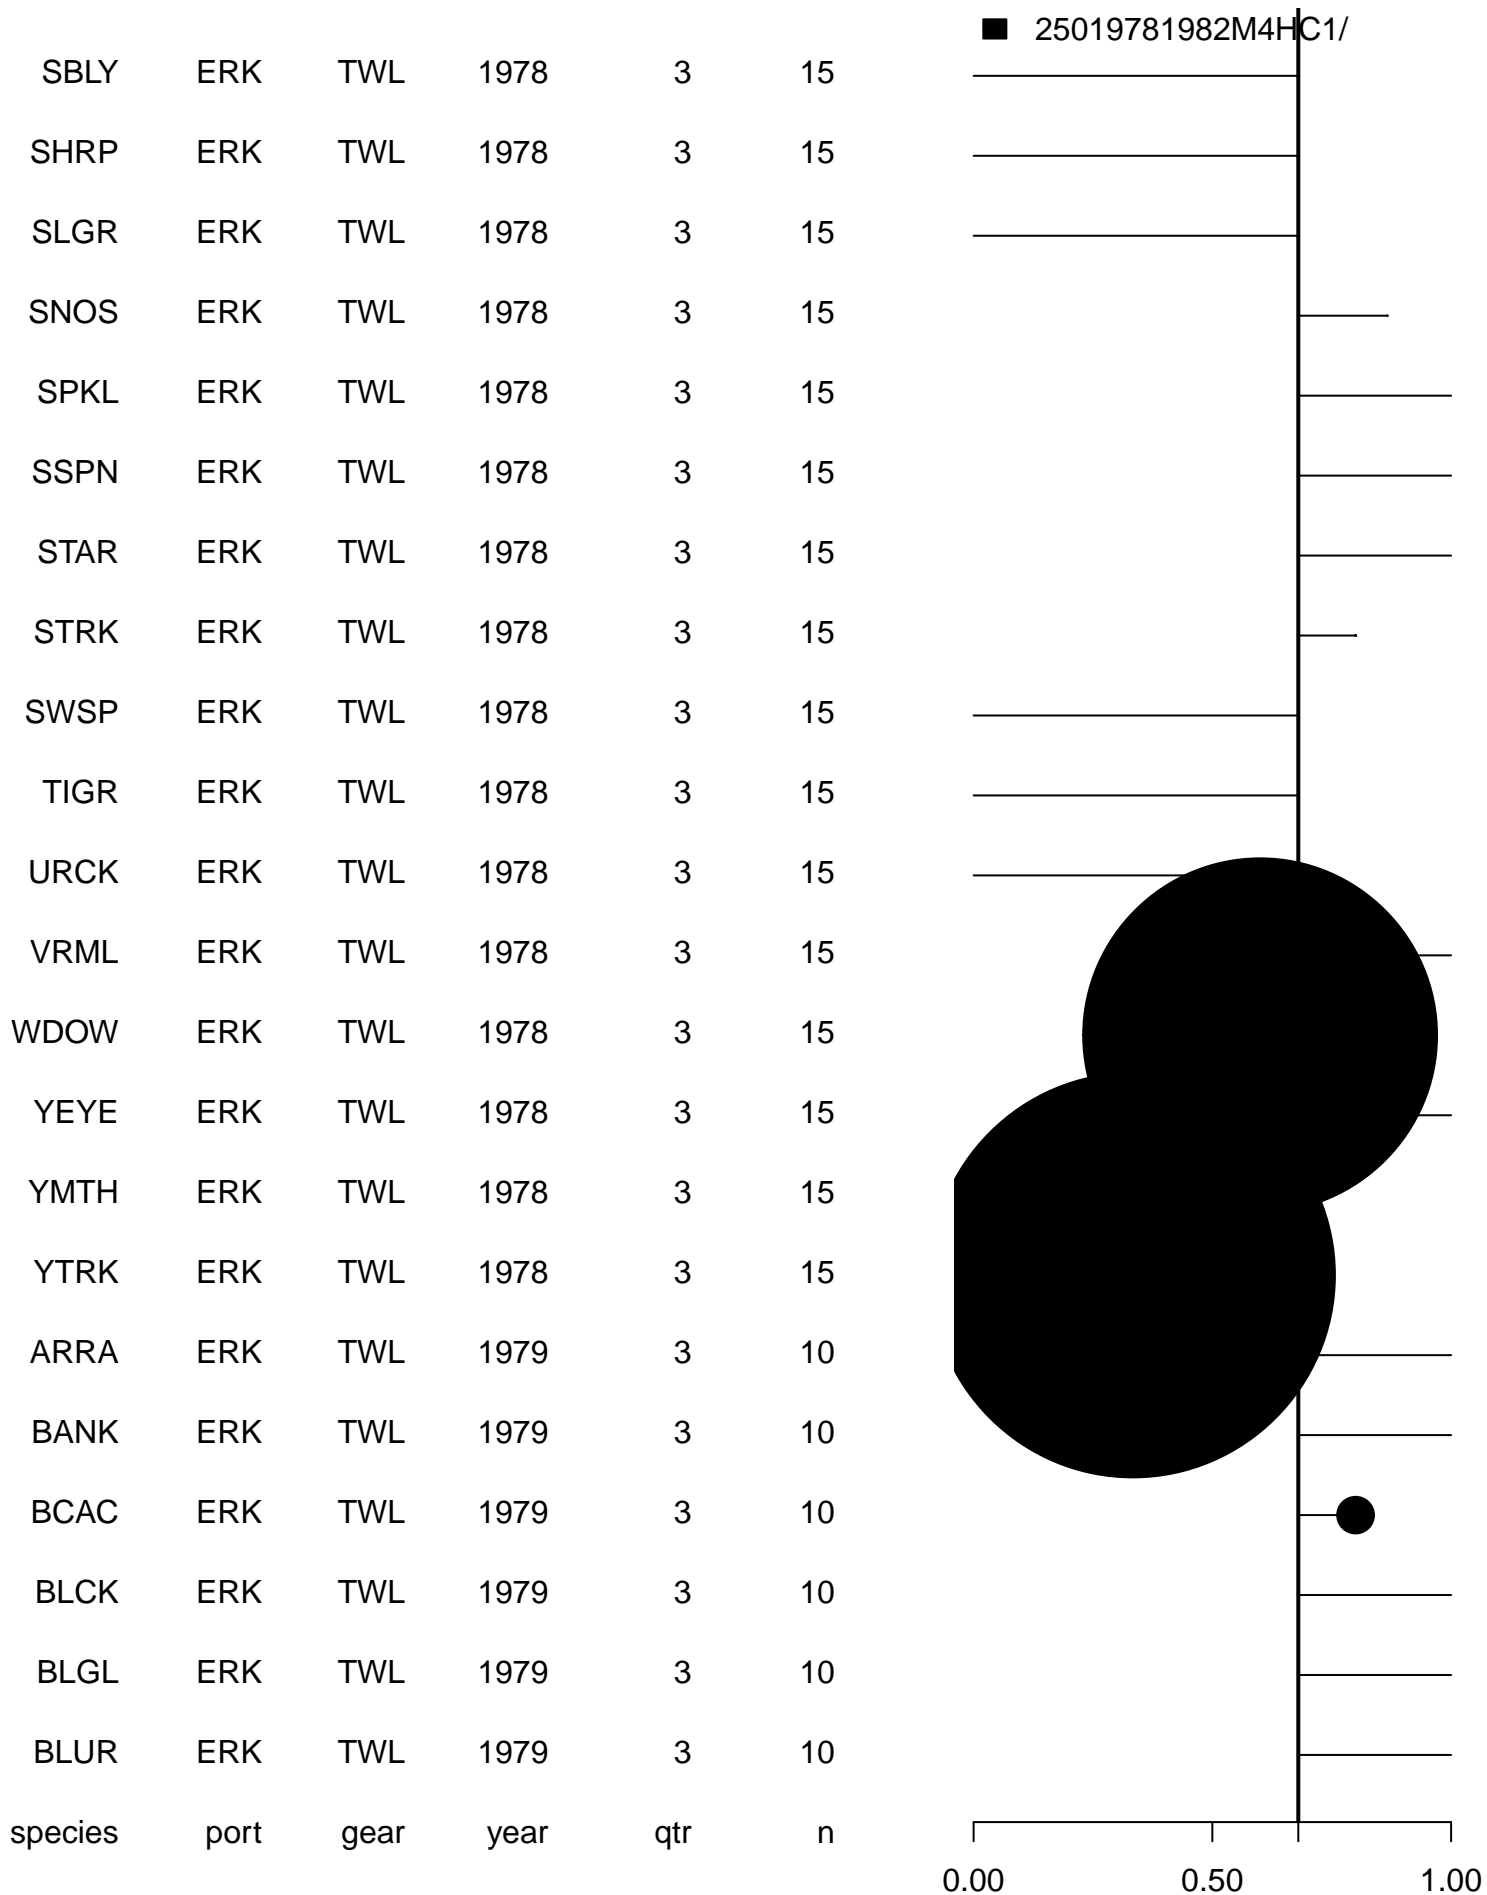 25019781982M4HC1/
SBLY ERK TWL 1978 3 15
SHRP ERK TWL 1978 3 15
SLGR ERK TWL 1978 3 15
SNOS ERK TWL 1978 3 15
SPKL ERK TWL 1978 3 15
SSPN ERK TWL 1978 3 15
STAR ERK TWL 1978 3 15
STRK ERK TWL 1978 3 15
SWSP ERK TWL 1978 3 15
TIGR ERK TWL 1978 3 15
URCK ERK TWL 1978 3 15
VRML ERK TWL 1978 3 15
WDOW ERK TWL 1978 3 15
YEYE ERK TWL 1978 3 15
YMTH ERK TWL 1978 3 15
YTRK ERK TWL 1978 3 15
ARRA ERK TWL 1979 3 10
BANK ERK TWL 1979 3 10
BCAC ERK TWL 1979 3 10
BLCK ERK TWL 1979 3 10
BLGL ERK TWL 1979 3 10
BLUR ERK TWL 1979 3 10
species port gear year qtr n
0.00 0.50 1.00